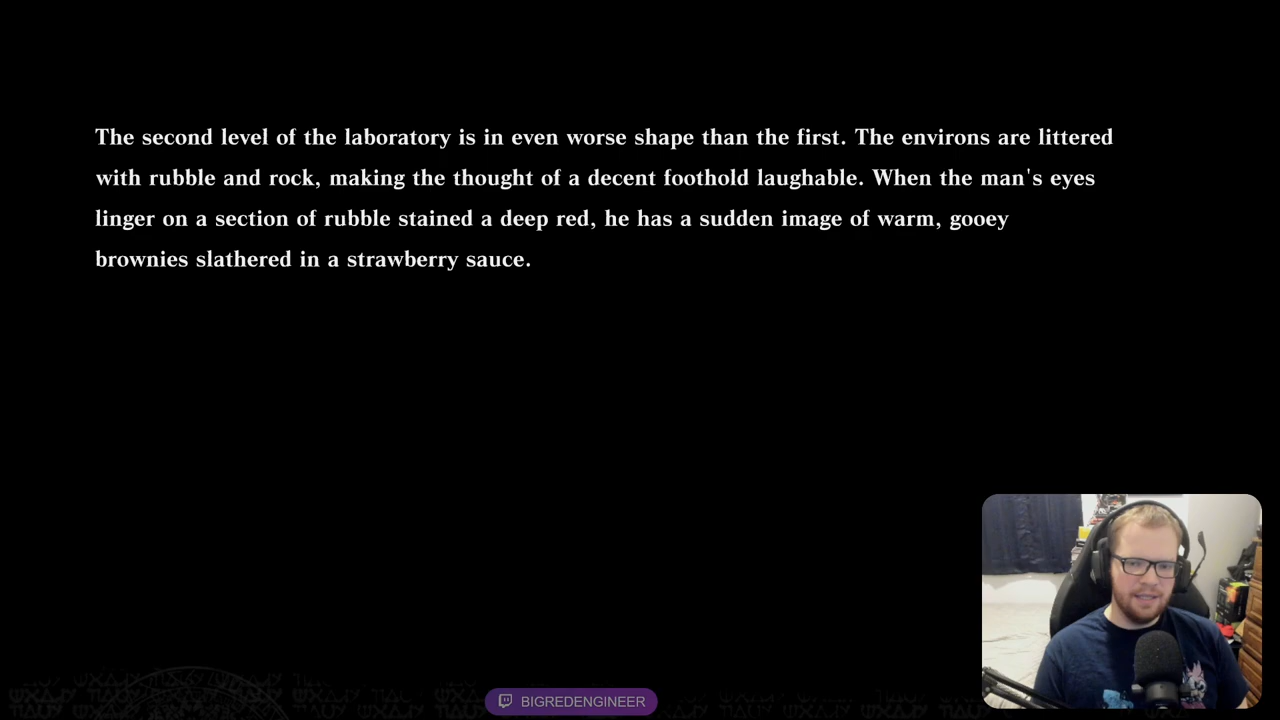 The second level of the laboratory is in even worse shape than the first. The environs are littered
with rubble and rock, making the thought of a decent foothold laughable. When the man's eyes
linger on a section of rubble stained a deep red, he has a sudden image of warm, gooey
brownies slathered in a strawberry sauce.
BIGREDENGINEER